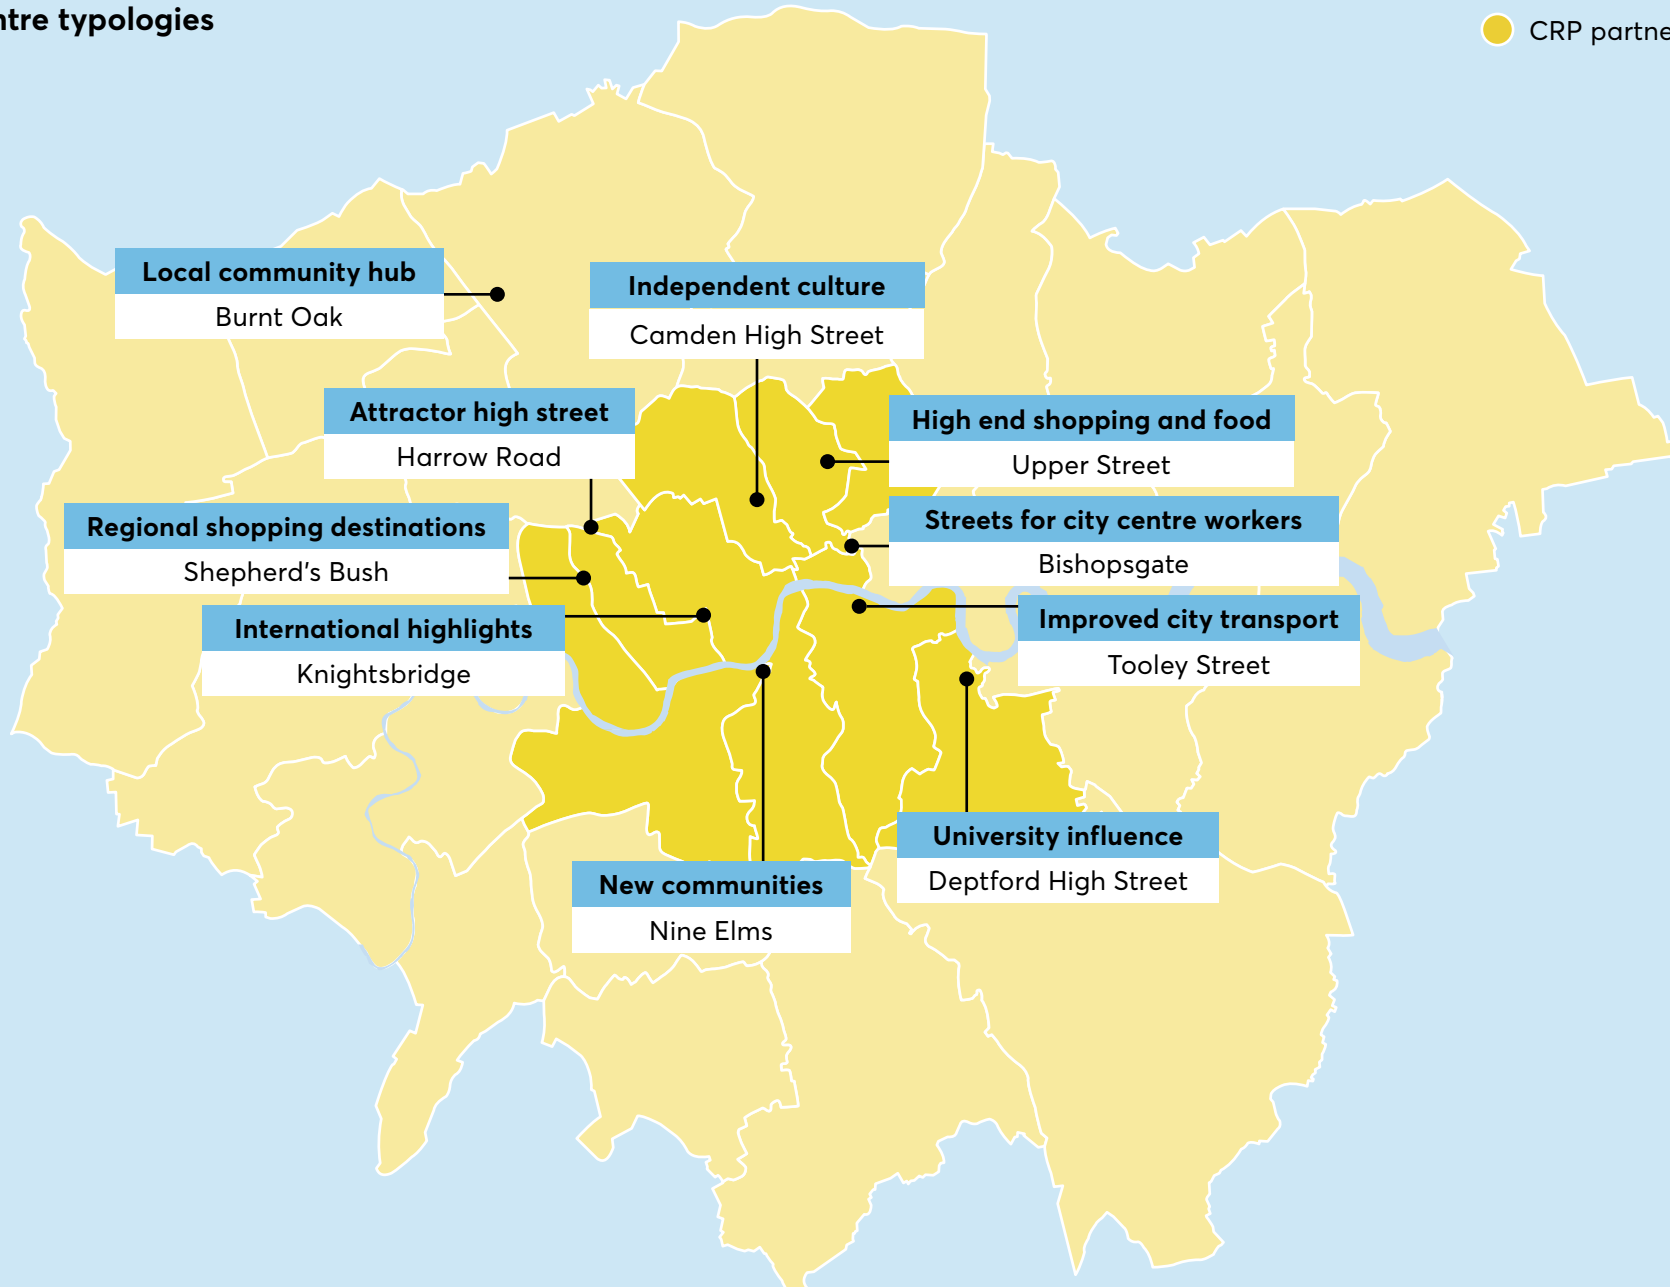 typologies
CRP
Local community hub
Burnt Oak
Independent culture
Camden High Street
Attractor high street
Harrow Road
High end shopping and food
Upper Street
Regional shopping destinations
Shepherd's Bush
Streets for city centre workers
Bishopsgate
International highlights
Knightsbridge
Improved city transport
Tooley Street
University influence
Deptford High Street
New communities
Nine Elms